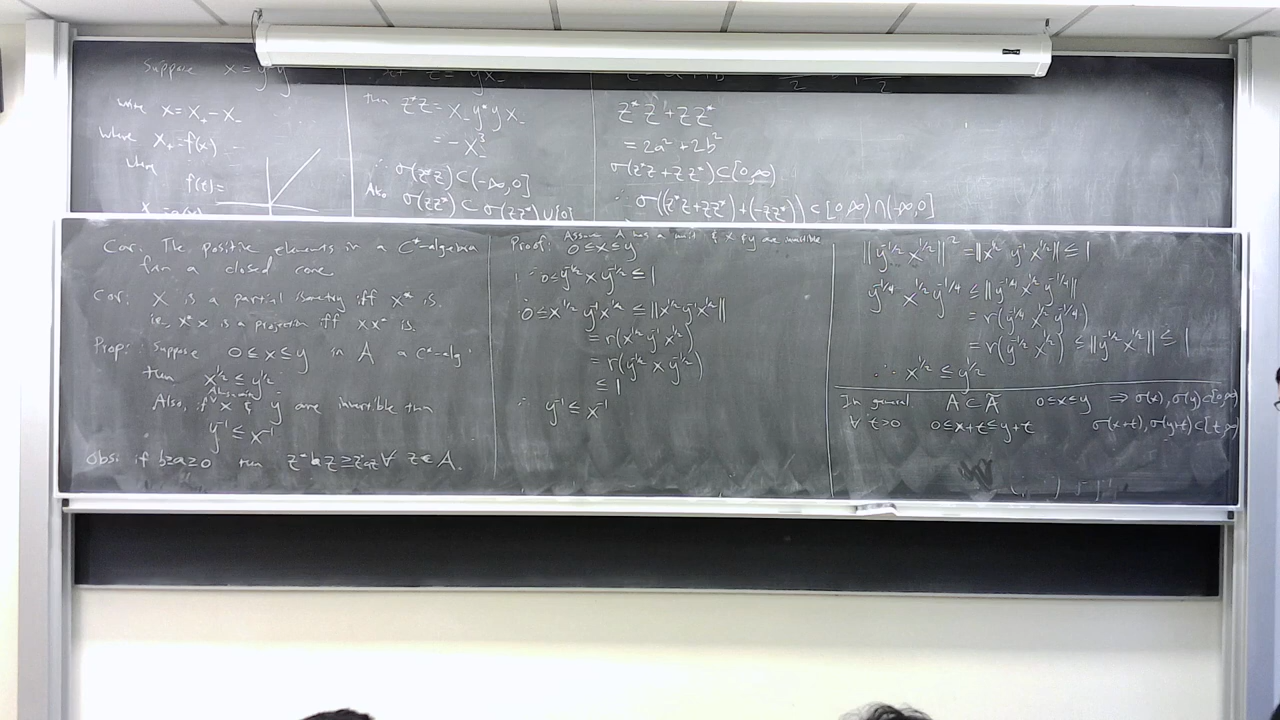 Suppose x = y*y
write x = x₊ - x₋
where x₊ = f(x)
where
f(t) =
then z*z = x₋ y*y x₋
= -x₋³
∴ σ(z*z) ⊂ (-∞,0]
Also σ(zz*) ⊂ σ(z*z) ∪ {0}
z*z + zz*
= 2a² + 2b²
σ(z*z + zz*) ⊂ [0,∞)
∴ σ((z*z + zz*) + (-zz*)) ⊂ [0,∞) ∩ (-∞,0]
Cor: The positive elements in a C*-algebra
form a closed cone
Cor: X is a partial isometry iff X* is.
i.e. x*x is a projection iff xx* is.
Prop: Suppose 0 ≤ x ≤ y in A a C*-alg.
then x^{1/2} ≤ y^{1/2}
Also, if x & y are invertible then
y⁻¹ ≤ x⁻¹
Obs: if b ≥ a ≥ 0 then z*bz ≥ z*az ∀ z ∈ A.
Proof: Assume A has a unit & x & y are invertible
0 ≤ x ≤ y
∴ 0 ≤ y^{-1/2} x y^{-1/2} ≤ 1
0 ≤ x^{1/2} y⁻¹ x^{1/2} ≤ ‖x^{1/2} y⁻¹ x^{1/2}‖
= r(x^{1/2} y⁻¹ x^{1/2})
= r(y^{-1/2} x y^{-1/2})
≤ 1
∴ y⁻¹ ≤ x⁻¹
‖y^{-1/2} x^{1/2}‖² = ‖x^{1/2} y⁻¹ x^{1/2}‖ ≤ 1
y^{-1/4} x^{1/2} y^{-1/4} ≤ ‖y^{-1/4} x^{1/2} y^{-1/4}‖
= r(y^{-1/4} x^{1/2} y^{-1/4})
= r(y^{-1/2} x^{1/2}) ≤ ‖y^{-1/2} x^{1/2}‖ ≤ 1
∴ x^{1/2} ≤ y^{1/2}
In general A ⊂ Ã 0 ≤ x ≤ y ⇒ σ(x), σ(y) ⊂ [0,∞)
∀ t > 0 0 ≤ x+t ≤ y+t σ(x+t), σ(y+t) ⊂ [t,∞)